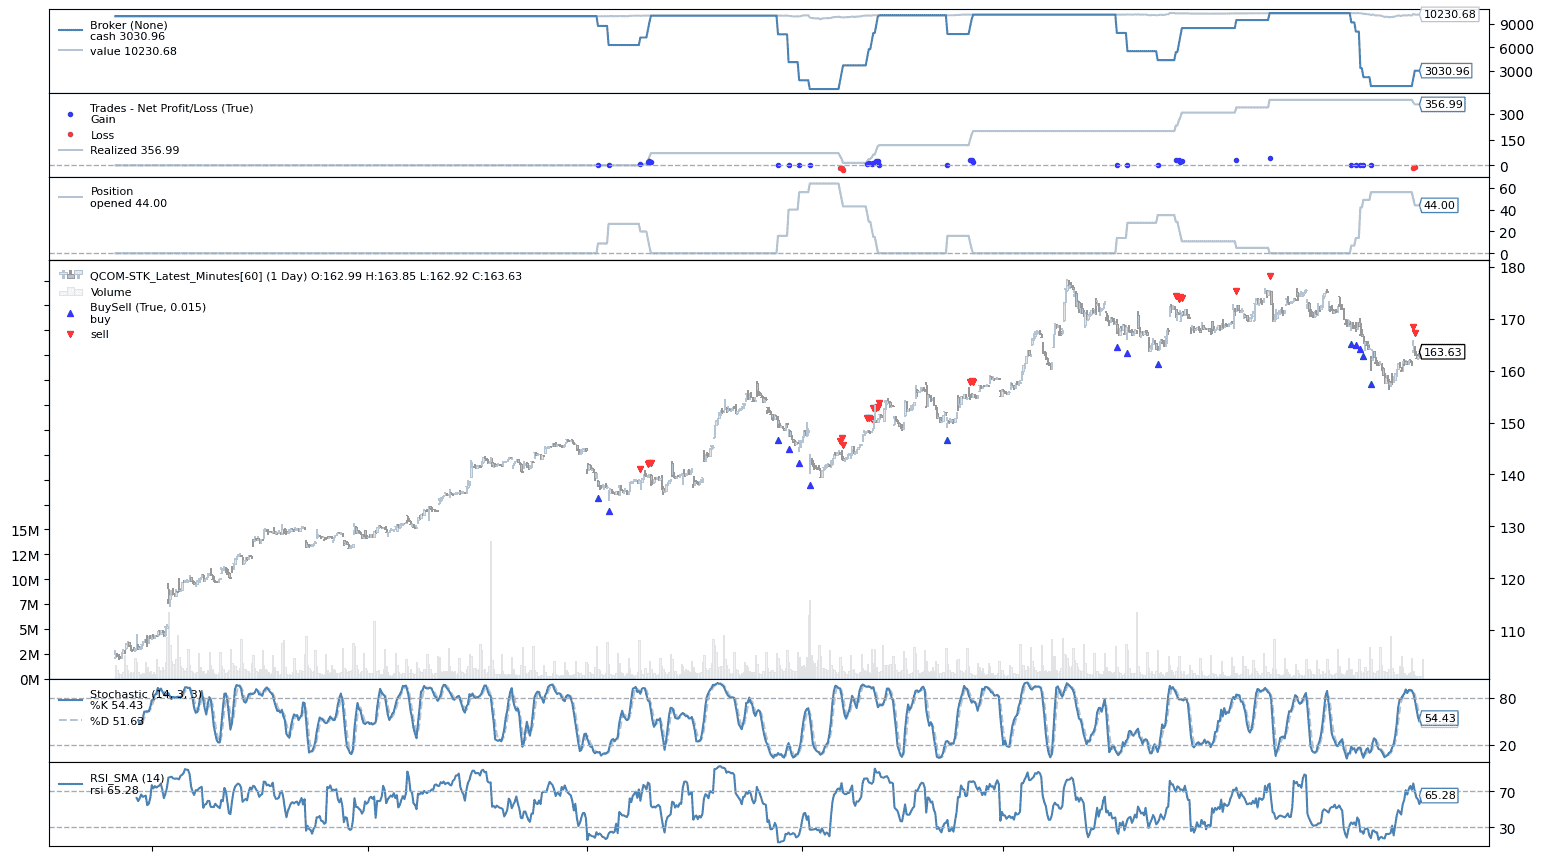 Broker (None)
cash 3030.96
value 10230.68
10230.68
9000
6000
3000
3030.96
Trades - Net Profit/Loss (True)
Gain
Loss
Realized 356.99
356.99
300
150
0
Position
opened 44.00
60
40
20
0
44.00
QCOM-STK_Latest_Minutes[60] (1 Day) O:162.99 H:163.85 L:162.92 C:163.63
Volume
BuySell (True, 0.015)
buy
sell
180
170
163.63
160
150
140
130
120
110
15M
12M
10M
7M
5M
2M
0M
Stochastic (14, 3, 3)
%K 54.43
%D 51.69
80
54.43
20
RSI_SMA (14)
rsi 65.28
70
65.28
30